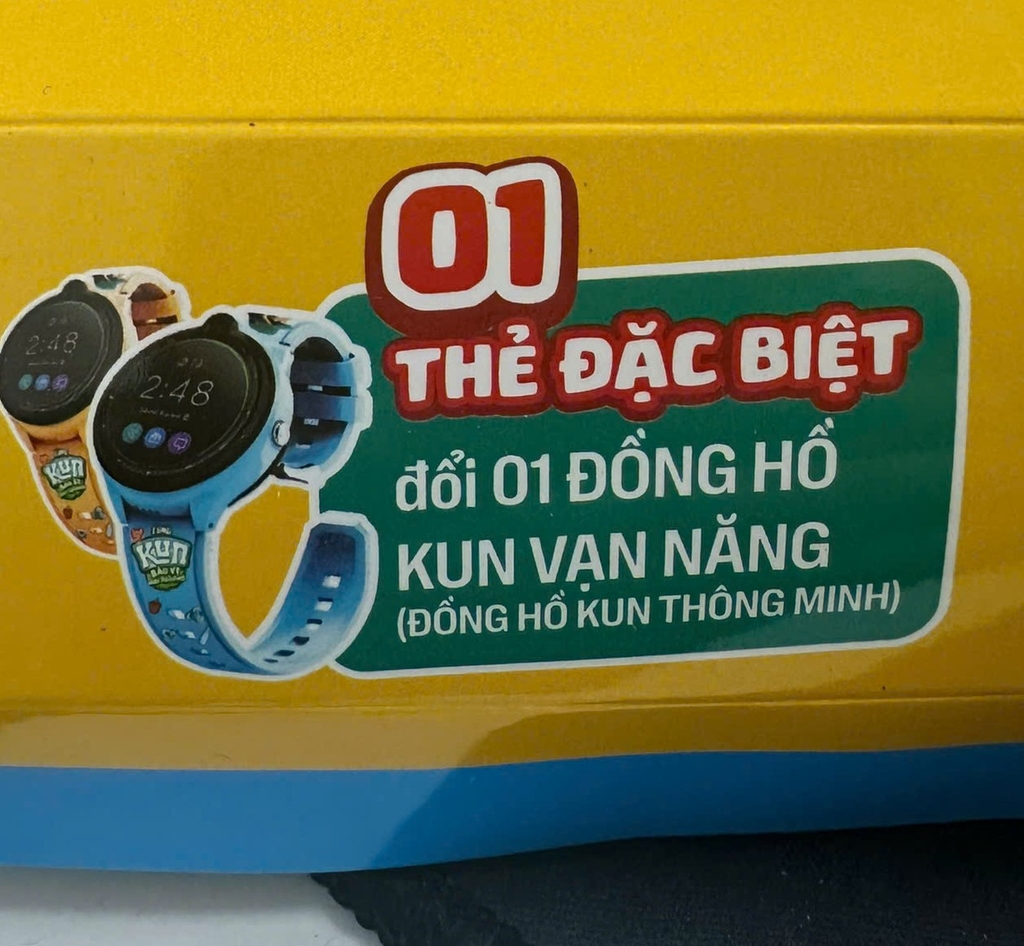 01
THẺ ĐẶC BIỆT
đổi 01 ĐỒNG HỒ
KUN VẠN NĂNG
(ĐỒNG HỒ KUN THÔNG MINH)
2:48
2:48
Kun
Kun